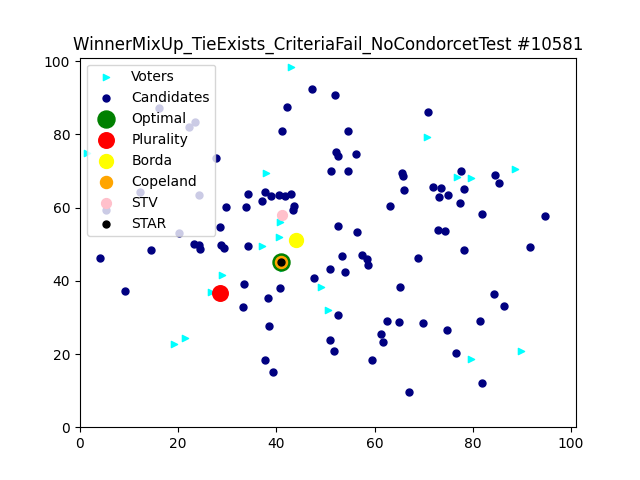 WinnerMixUp_TieExists_CriteriaFail_NoCondorcetTest #10581
100
80
60
40
20
0
Voters
Candidates
Optimal
Plurality
Borda
Copeland
STV
STAR
0 20 40 60 80 100